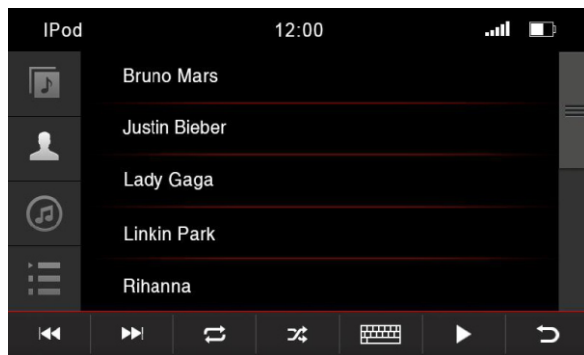 IPod 12:00
Bruno Mars
Justin Bieber
Lady Gaga
Linkin Park
Rihanna